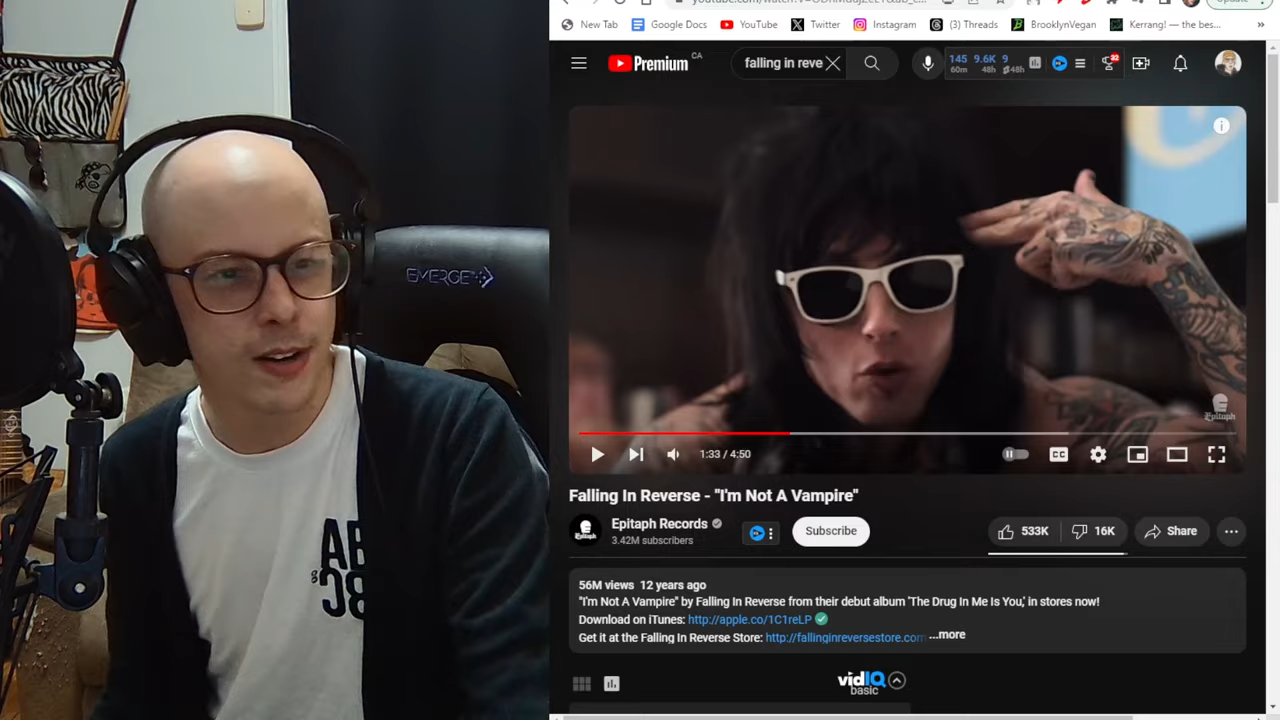 New Tab Google Docs YouTube Twitter Instagram (3) Threads BrooklynVegan Kerrang! — the bes... »
Premium CA
falling in reve
145 9.6K 9
60m 48h 48h
32
EMERGE
Epitaph
1:33 / 4:50
CC
Falling In Reverse - "I'm Not A Vampire"
Epitaph Records
3.42M subscribers
Subscribe
533K
16K
Share
56M views 12 years ago
"I'm Not A Vampire" by Falling In Reverse from their debut album 'The Drug In Me Is You,' in stores now!
Download on iTunes: http://apple.co/1C1reLP
Get it at the Falling In Reverse Store: http://fallinginreversestore.com ...more
vidIQ
basic